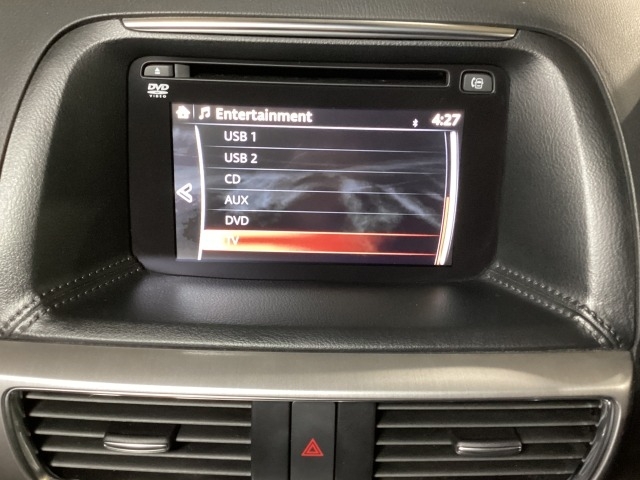 DVD
VIDEO
Entertainment 4:27
USB 1
USB 2
CD
AUX
DVD
TV